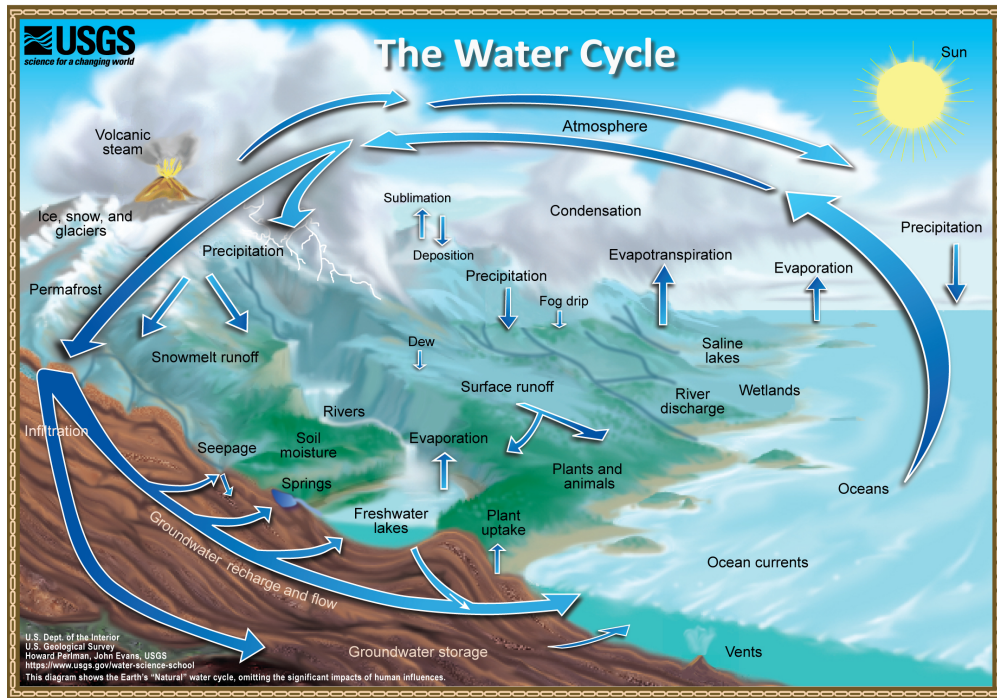 USGS
science for a changing world
The Water Cycle
Sun
Volcanic
steam
Atmosphere
Ice, snow, and
glaciers
Sublimation
Condensation
Precipitation
Precipitation
Deposition
Evapotranspiration
Evaporation
Precipitation
Permafrost
Fog drip
Snowmelt runoff
Dew
Saline
lakes
Surface runoff
River
discharge
Wetlands
Rivers
Infiltration
Seepage
Soil
moisture
Evaporation
Plants and
animals
Springs
Oceans
Freshwater
lakes
Plant
uptake
Groundwater recharge and flow
Ocean currents
Groundwater storage
Vents
U.S. Dept. of the Interior
U.S. Geological Survey
Howard Perlman, John Evans, USGS
https://www.usgs.gov/water-science-school
This diagram shows the Earth's "Natural" water cycle, omitting the significant impacts of human influences.